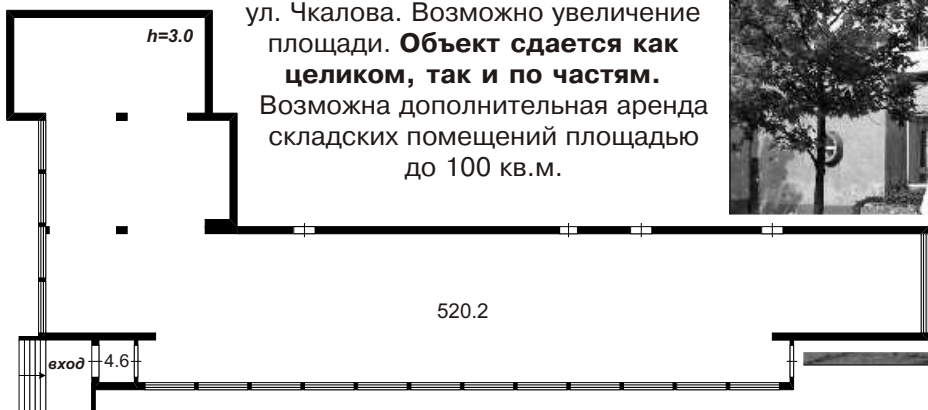 ул. Чкалова. Возможно увеличение
площади. Объект сдается как
целиком, так и по частям.
Возможна дополнительная аренда
складских помещений площадью
до 100 кв.м.
h=3.0
520.2
вход
4.6